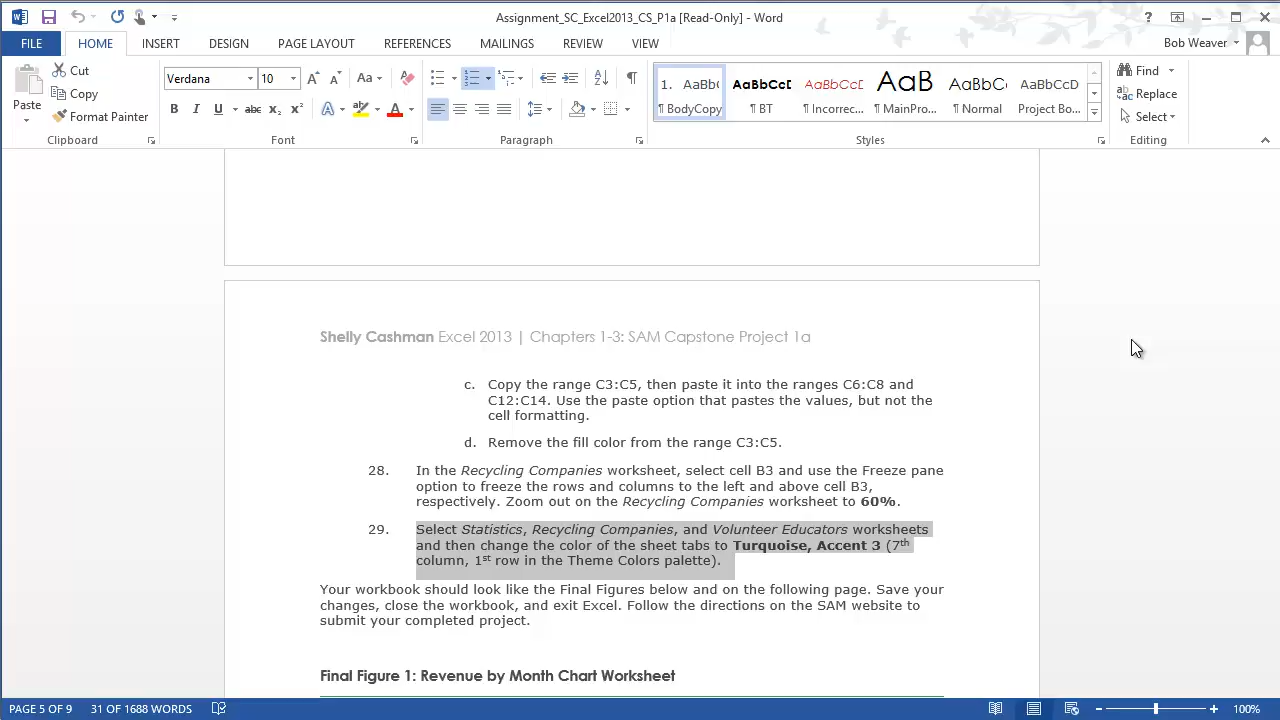 Assignment_SC_Excel2013_CS_P1a [Read-Only] - Word
FILE HOME INSERT DESIGN PAGE LAYOUT REFERENCES MAILINGS REVIEW VIEW Bob Weaver
Paste
Cut
Copy
Format Painter
Clipboard
Verdana 10
Font
Paragraph
1. AaBb( AaBbCcD AaBbCcD AaB AaBbC AaBbCcD
¶ BodyCopy ¶ BT ¶ Incorrec... ¶ MainPro... ¶ Normal Project Bo...
Styles
Find
Replace
Select
Editing
Shelly Cashman Excel 2013 | Chapters 1-3: SAM Capstone Project 1a
c. Copy the range C3:C5, then paste it into the ranges C6:C8 and
C12:C14. Use the paste option that pastes the values, but not the
cell formatting.
d. Remove the fill color from the range C3:C5.
28. In the Recycling Companies worksheet, select cell B3 and use the Freeze pane
option to freeze the rows and columns to the left and above cell B3,
respectively. Zoom out on the Recycling Companies worksheet to 60%.
29. Select Statistics, Recycling Companies, and Volunteer Educators worksheets
and then change the color of the sheet tabs to Turquoise, Accent 3 (7th
column, 1st row in the Theme Colors palette).
Your workbook should look like the Final Figures below and on the following page. Save your
changes, close the workbook, and exit Excel. Follow the directions on the SAM website to
submit your completed project.
Final Figure 1: Revenue by Month Chart Worksheet
PAGE 5 OF 9 31 OF 1688 WORDS 100%